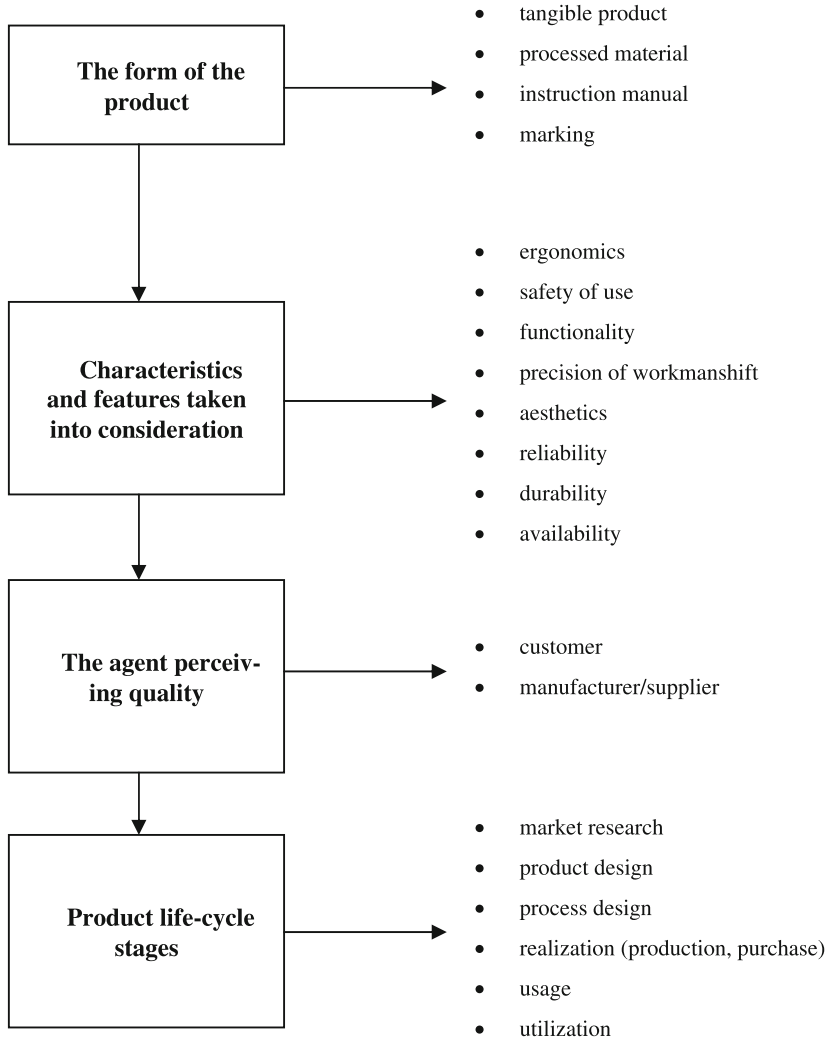 The form of the
product
• tangible product
• processed material
• instruction manual
• marking
Characteristics
and features taken
into consideration
• ergonomics
• safety of use
• functionality
• precision of workmanshift
• aesthetics
• reliability
• durability
• availability
The agent perceiv-
ing quality
• customer
• manufacturer/supplier
Product life-cycle
stages
• market research
• product design
• process design
• realization (production, purchase)
• usage
• utilization